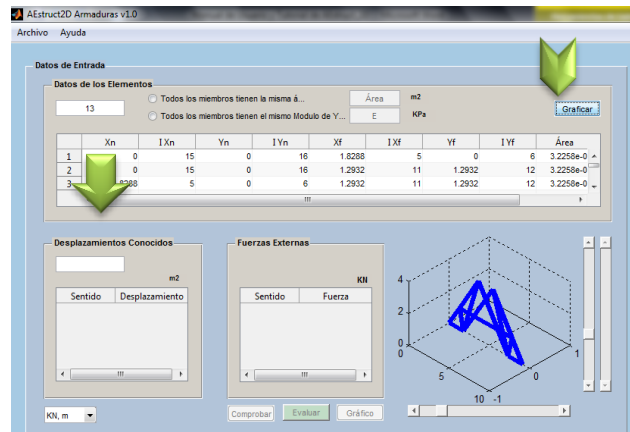 AEstruct2D Armaduras v1.0
Archivo Ayuda
Datos de Entrada
Datos de los Elementos
13
Todos los miembros tienen la misma á...
Área
m2
Todos los miembros tienen el mismo Modulo de Y...
E
KPa
Graficar
Xn I Xn Yn I Yn Xf I Xf Yf I Yf Área
1 0 15 0 16 1.8288 5 0 6 3.2258e-0
2 0 15 0 16 1.2932 11 1.2932 12 3.2258e-0
3 8288 5 0 6 1.2932 11 1.2932 12 3.2258e-0
Desplazamientos Conocidos
m2
Sentido Desplazamiento
Fuerzas Externas
KN
Sentido Fuerza
4
2
0
0
5
10
-1
0
1
KN, m
Comprobar Evaluar Gráfico